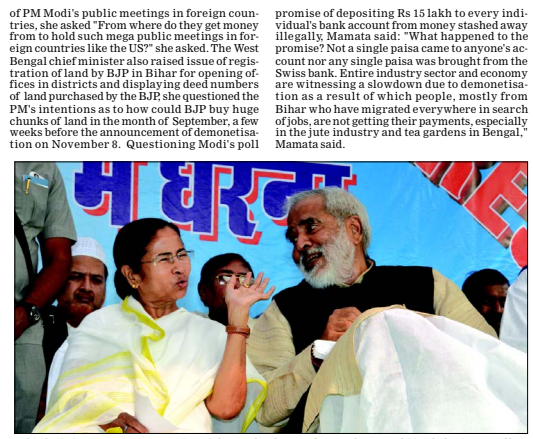 of PM Modi's public meetings in foreign coun-
tries, she asked "From where do they get money
from to hold such mega public meetings in for-
eign countries like the US?" she asked. The West
Bengal chief minister also raised issue of regis-
tration of land by BJP in Bihar for opening of-
fices in districts and displaying deed numbers
of land purchased by the BJP, she questioned the
PM's intentions as to how could BJP buy huge
chunks of land in the month of September, a few
weeks before the announcement of demonetisa-
tion on November 8. Questioning Modi's poll
promise of depositing Rs 15 lakh to every indi-
vidual's bank account from money stashed away
illegally, Mamata said: "What happened to the
promise? Not a single paisa came to anyone's ac-
count nor any single paisa was brought from the
Swiss bank. Entire industry sector and economy
are witnessing a slowdown due to demonetisa-
tion as a result of which people, mostly from
Bihar who have migrated everywhere in search
of jobs, are not getting their payments, especially
in the jute industry and tea gardens in Bengal,"
Mamata said.
में धरना